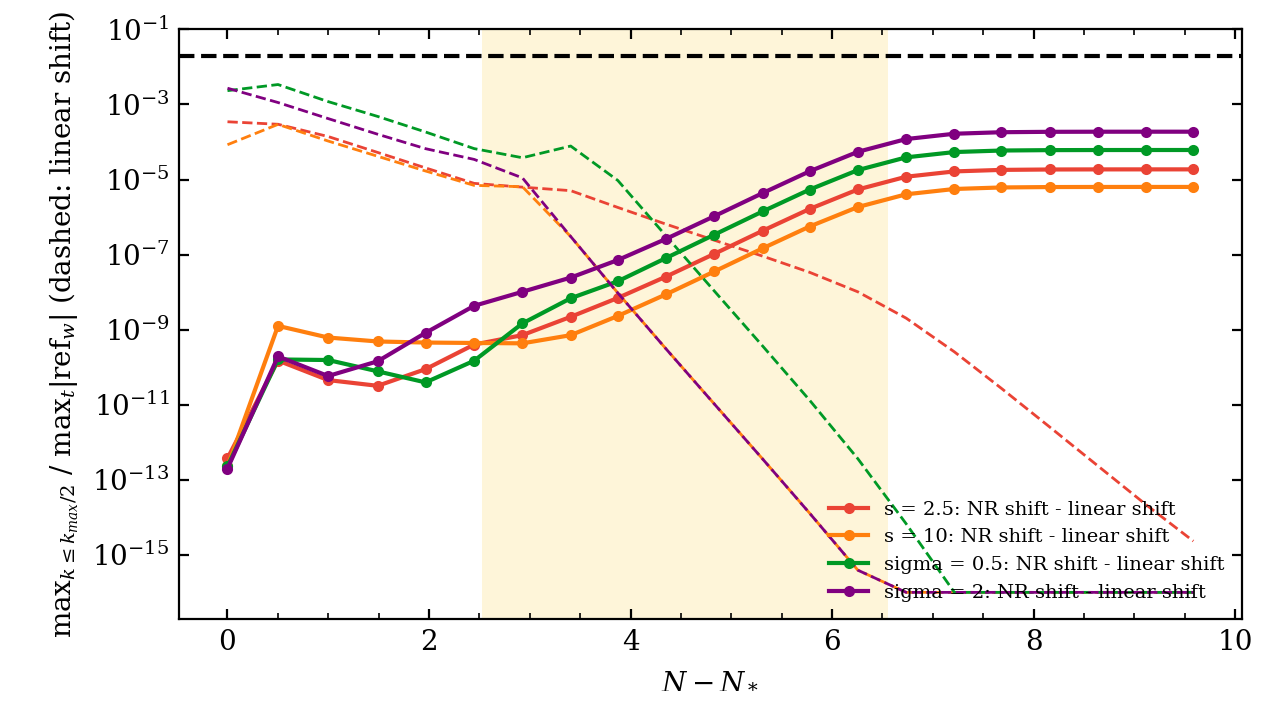 10^{-1}
10^{-3}
10^{-5}
10^{-7}
10^{-9}
10^{-11}
10^{-13}
10^{-15}
max_{k ≤ k_{max}/2} / max_t|ref_w| (dashed: linear shift)
s = 2.5: NR shift - linear shift
s = 10: NR shift - linear shift
sigma = 0.5: NR shift - linear shift
sigma = 2: NR shift - linear shift
0 2 4 6 8 10
N − N_*